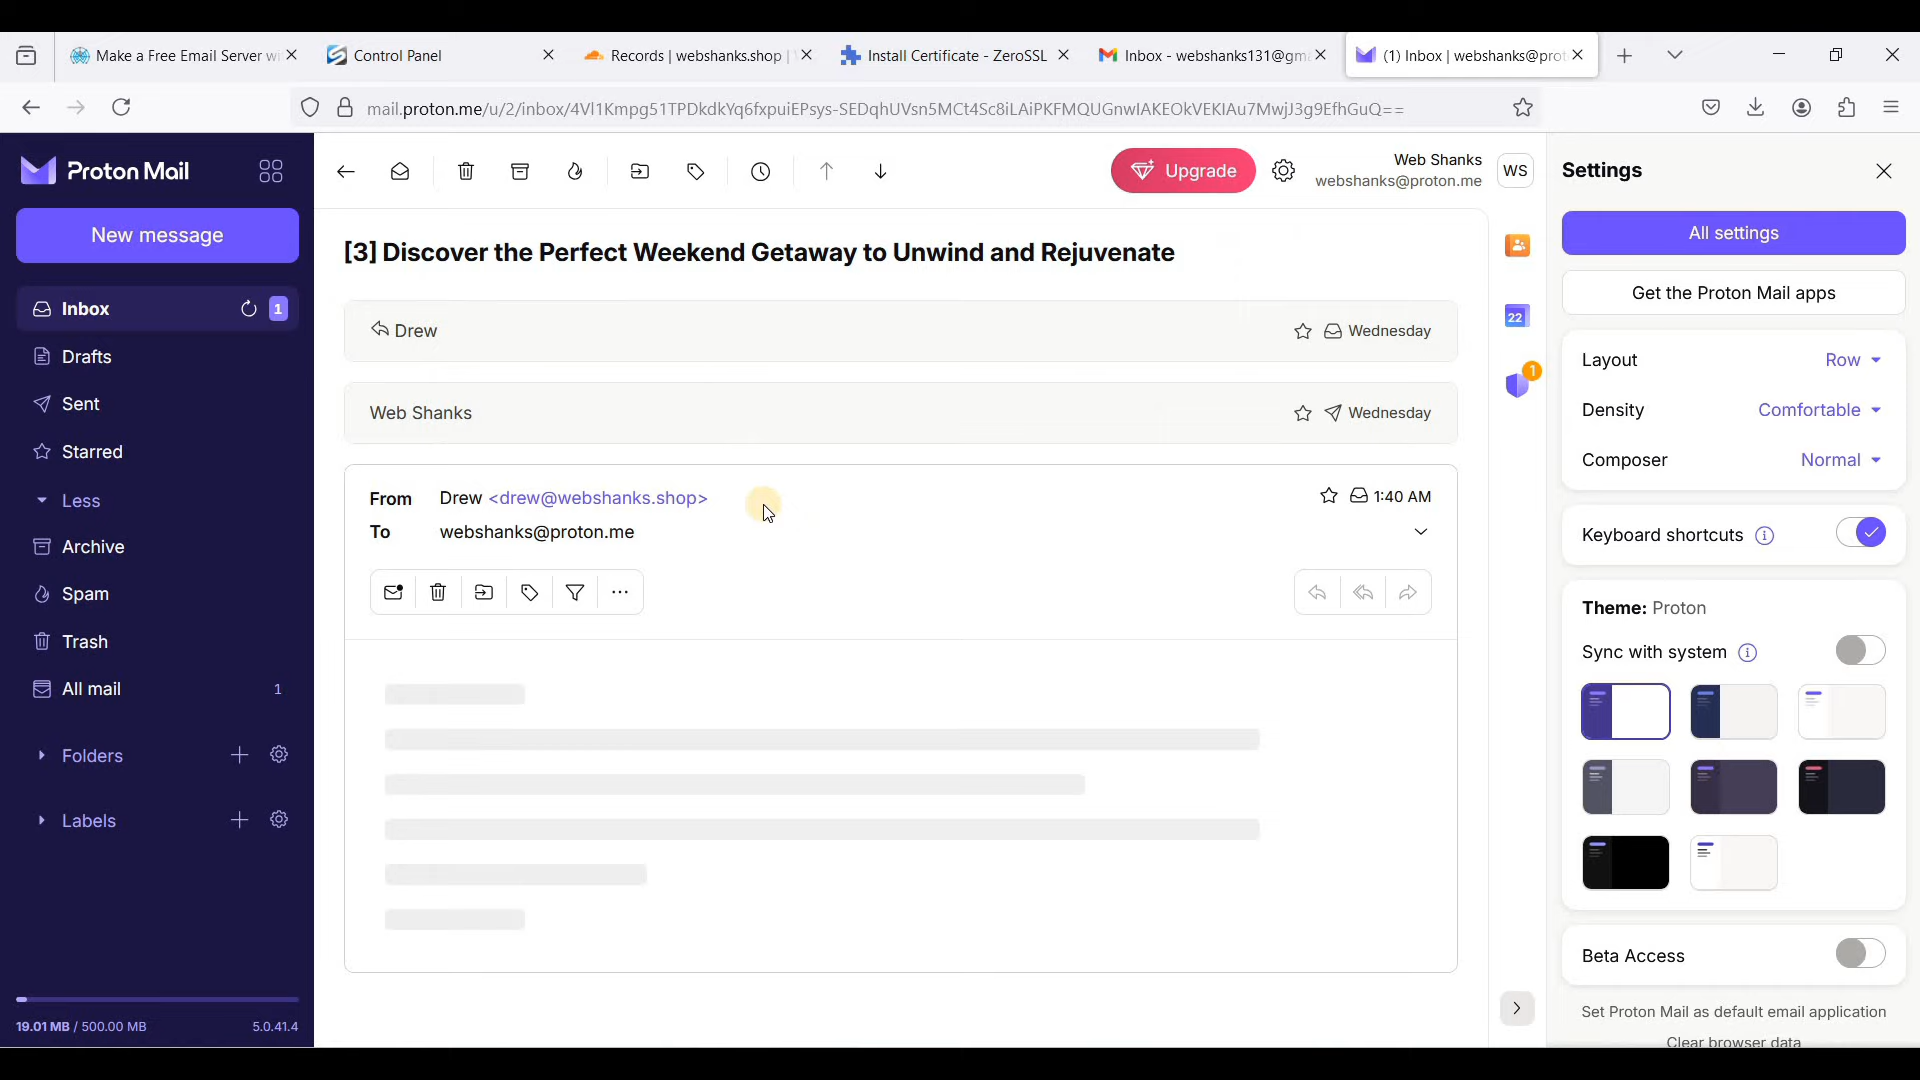 Make a Free Email Server wi
Control Panel
Records | webshanks.shop |
Install Certificate - ZeroSSL
Inbox - webshanks131@gm
(1) Inbox | webshanks@prot
mail.proton.me/u/2/inbox/4Vl1Kmpg51TPDkdkYq6fxpuiEPsys-SEDqhUVsn5MCt4Sc8iLAiPKFMQUGnwIAKEOkVEKIAu7MwjJ3g9EfhGuQ==
Proton Mail
New message
Inbox
1
Drafts
Sent
Starred
Less
Archive
Spam
Trash
All mail
1
Folders
Labels
19.01 MB / 500.00 MB
5.0.41.4
Upgrade
Web Shanks
webshanks@proton.me
WS
[3] Discover the Perfect Weekend Getaway to Unwind and Rejuvenate
Drew
Wednesday
Web Shanks
Wednesday
From Drew <drew@webshanks.shop>
1:40 AM
To webshanks@proton.me
22
1
Settings
All settings
Get the Proton Mail apps
Layout Row
Density Comfortable
Composer Normal
Keyboard shortcuts
Theme: Proton
Sync with system
Beta Access
Set Proton Mail as default email application
Clear browser data